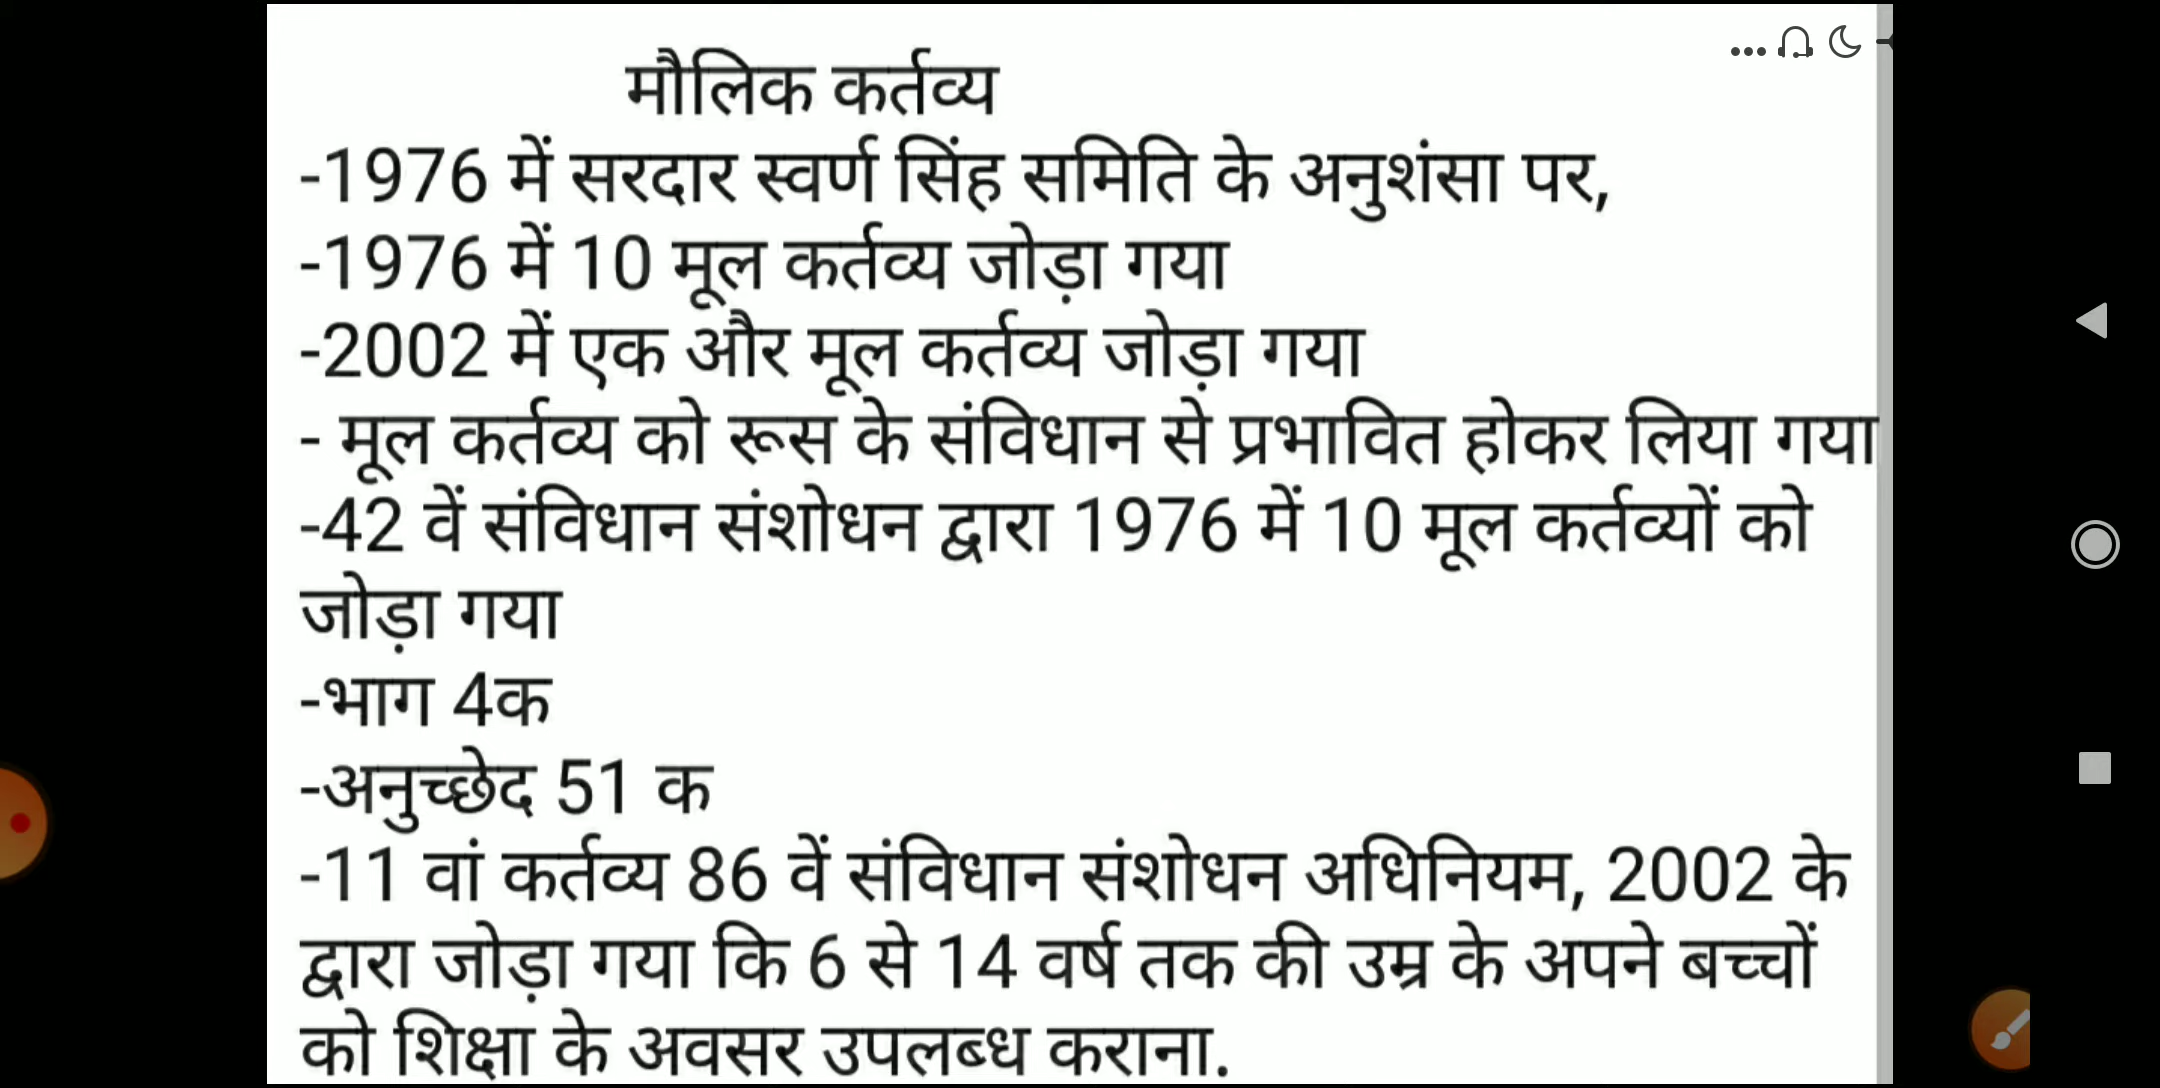 मौलिक कर्तव्य
-1976 में सरदार स्वर्ण सिंह समिति के अनुशंसा पर,
-1976 में 10 मूल कर्तव्य जोड़ा गया
-2002 में एक और मूल कर्तव्य जोड़ा गया
- मूल कर्तव्य को रूस के संविधान से प्रभावित होकर लिया गया
-42 वें संविधान संशोधन द्वारा 1976 में 10 मूल कर्तव्यों को
जोड़ा गया
-भाग 4क
-अनुच्छेद 51 क
-11 वां कर्तव्य 86 वें संविधान संशोधन अधिनियम, 2002 के
द्वारा जोड़ा गया कि 6 से 14 वर्ष तक की उम्र के अपने बच्चों
को शिक्षा के अवसर उपलब्ध कराना.